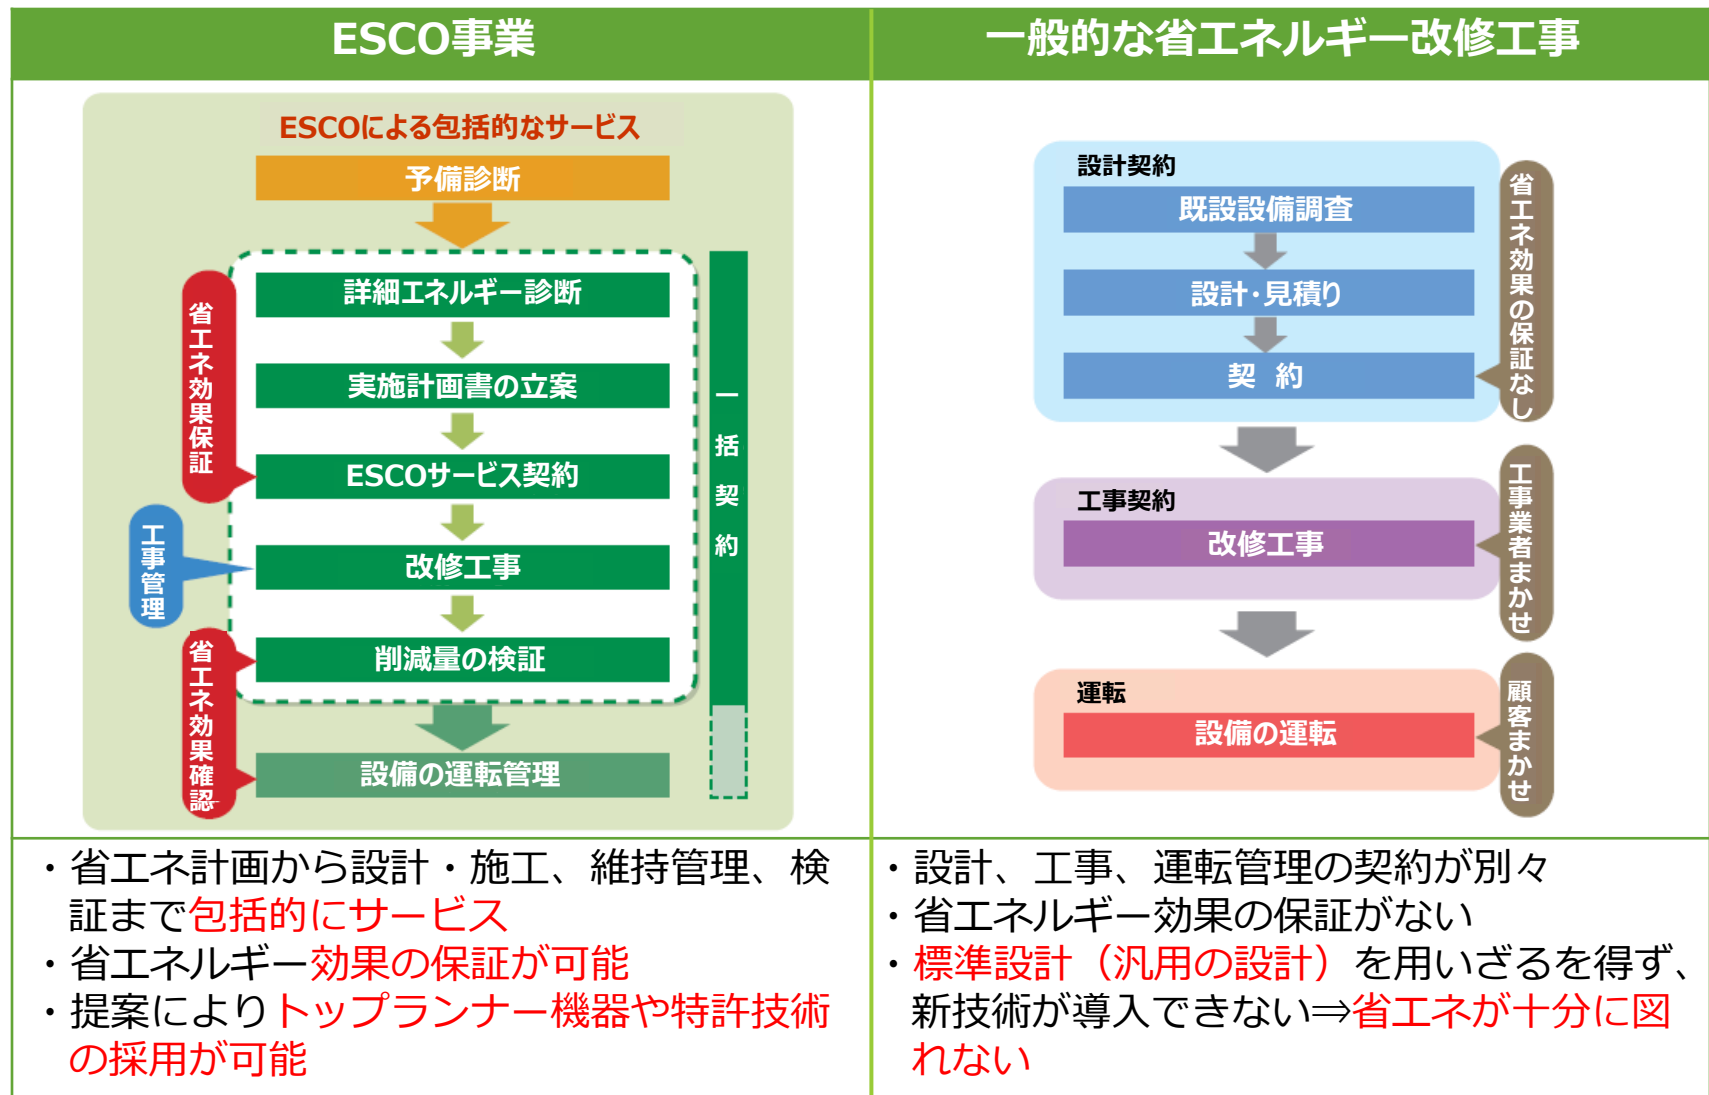 ESCO事業
ESCOによる包括的なサービス
予備診断
詳細エネルギー診断
実施計画書の立案
ESCOサービス契約
改修工事
削減量の検証
設備の運転管理
省エネ効果保証
工事管理
省エネ効果確認
一括契約
・省エネ計画から設計・施工、維持管理、検
証まで包括的にサービス
・省エネルギー効果の保証が可能
・提案によりトップランナー機器や特許技術
の採用が可能
一般的な省エネルギー改修工事
設計契約
既設設備調査
設計・見積り
契 約
省エネ効果の保証なし
工事契約
改修工事
工事業者まかせ
運転
設備の運転
顧客まかせ
・設計、工事、運転管理の契約が別々
・省エネルギー効果の保証がない
・標準設計（汎用の設計）を用いざるを得ず、
新技術が導入できない⇒省エネが十分に図
れない